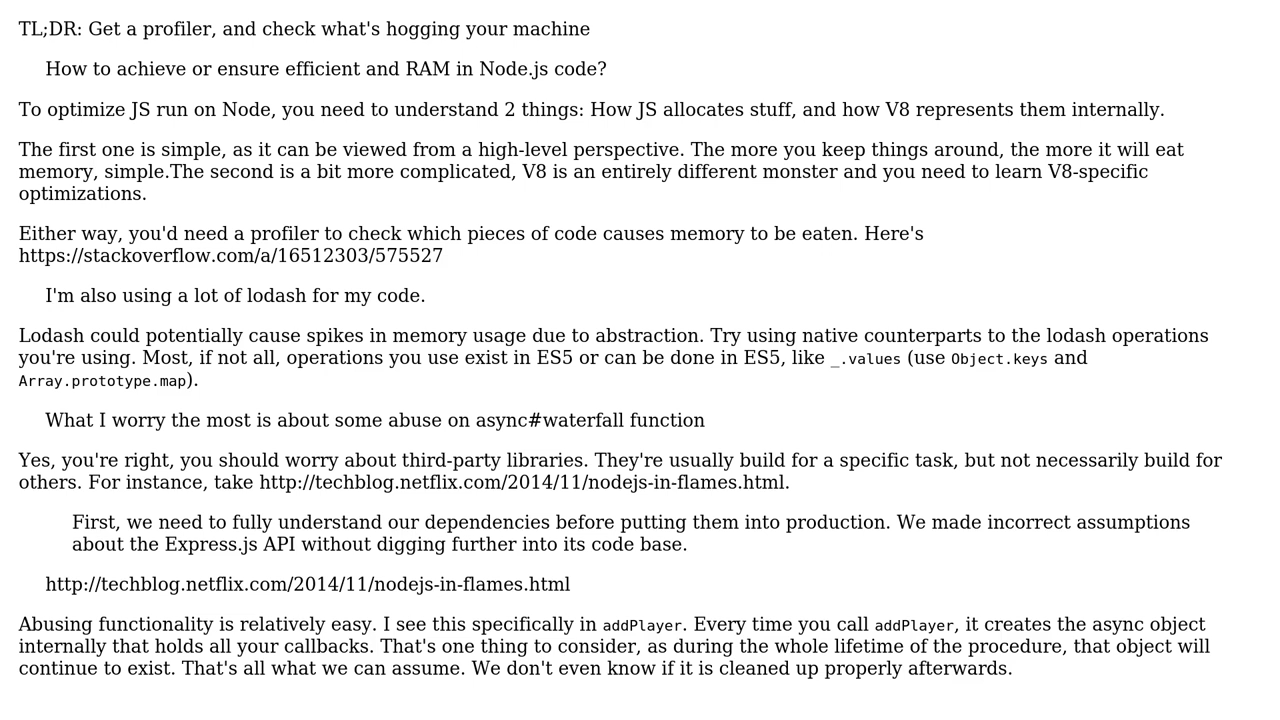 TL;DR: Get a profiler, and check what's hogging your machine
How to achieve or ensure efficient and RAM in Node.js code?
To optimize JS run on Node, you need to understand 2 things: How JS allocates stuff, and how V8 represents them internally.
The first one is simple, as it can be viewed from a high-level perspective. The more you keep things around, the more it will eat
memory, simple.The second is a bit more complicated, V8 is an entirely different monster and you need to learn V8-specific
optimizations.
Either way, you'd need a profiler to check which pieces of code causes memory to be eaten. Here's
https://stackoverflow.com/a/16512303/575527
I'm also using a lot of lodash for my code.
Lodash could potentially cause spikes in memory usage due to abstraction. Try using native counterparts to the lodash operations
you're using. Most, if not all, operations you use exist in ES5 or can be done in ES5, like _.values (use Object.keys and
Array.prototype.map).
What I worry the most is about some abuse on async#waterfall function
Yes, you're right, you should worry about third-party libraries. They're usually build for a specific task, but not necessarily build for
others. For instance, take http://techblog.netflix.com/2014/11/nodejs-in-flames.html.
First, we need to fully understand our dependencies before putting them into production. We made incorrect assumptions
about the Express.js API without digging further into its code base.
http://techblog.netflix.com/2014/11/nodejs-in-flames.html
Abusing functionality is relatively easy. I see this specifically in addPlayer. Every time you call addPlayer, it creates the async object
internally that holds all your callbacks. That's one thing to consider, as during the whole lifetime of the procedure, that object will
continue to exist. That's all what we can assume. We don't even know if it is cleaned up properly afterwards.